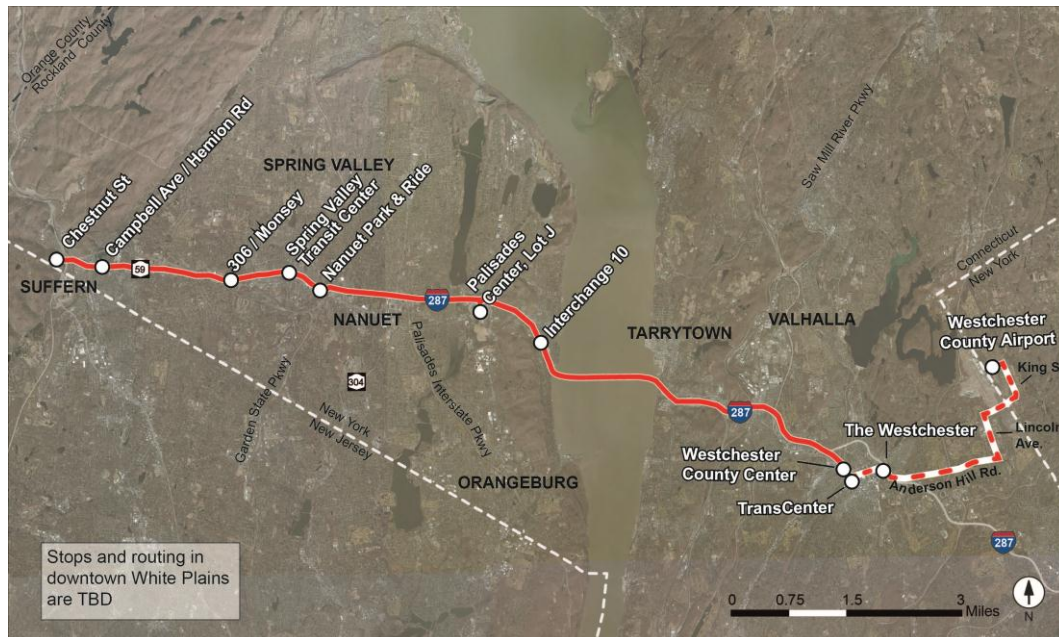 Orange County
Rockland County
Chestnut St
Campbell Ave / Hemion Rd
SPRING VALLEY
306 / Monsey
Spring Valley
Transit Center
Nanuet Park & Ride
Palisades
Center, Lot J
Interchange 10
59
SUFFERN
287
NANUET
304
Garden State Pkwy
Palisades Interstate Pkwy
New York
New Jersey
ORANGEBURG
TARRYTOWN
VALHALLA
Saw Mill River Pkwy
Connecticut
New York
Westchester
County Airport
King S
Lincoln
Ave.
287
The Westchester
Westchester
County Center
Anderson Hill Rd.
TransCenter
287
Stops and routing in
downtown White Plains
are TBD
0 0.75 1.5 3
Miles
N